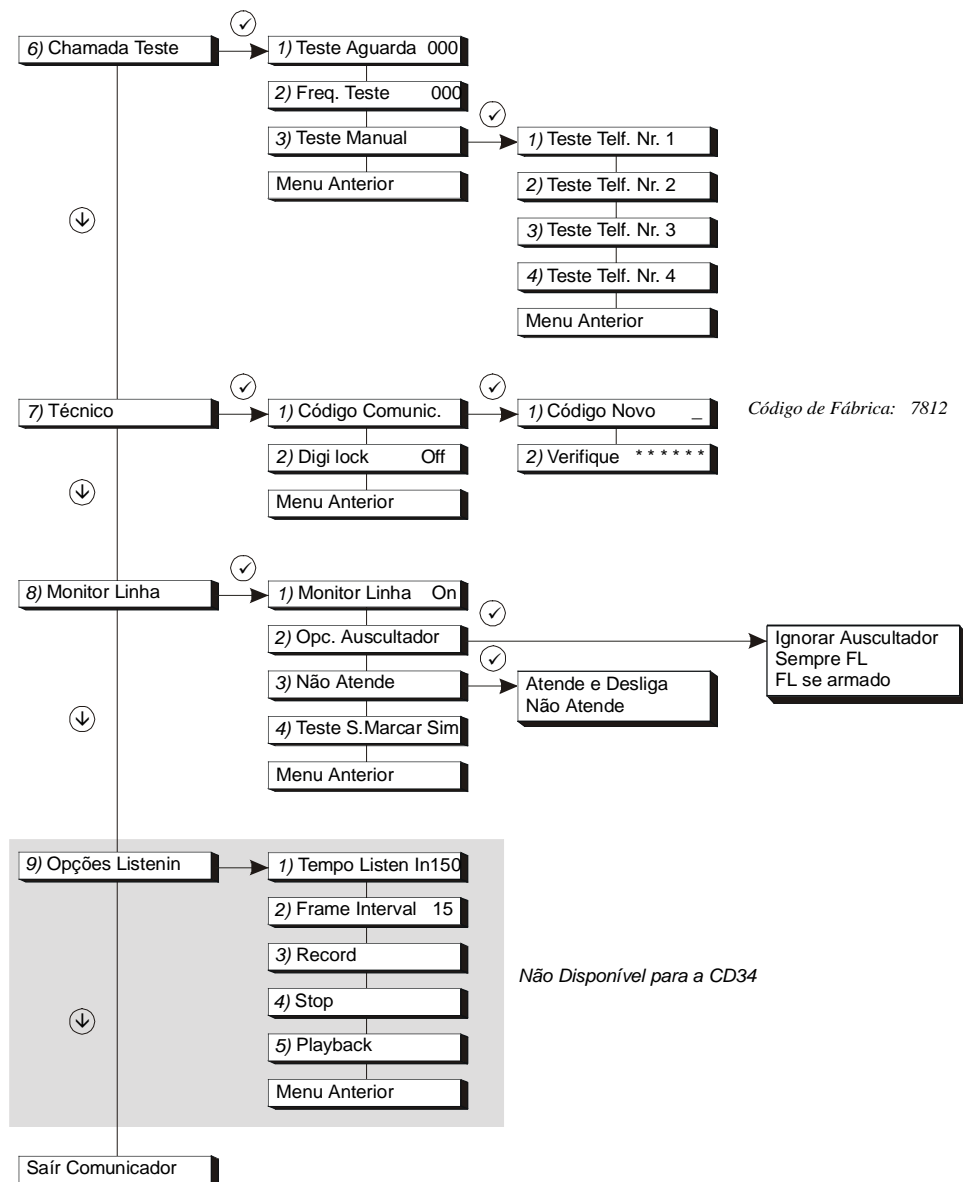 6) Chamada Teste
1) Teste Aguarda 000
2) Freq. Teste 000
3) Teste Manual
Menu Anterior
1) Teste Telf. Nr. 1
2) Teste Telf. Nr. 2
3) Teste Telf. Nr. 3
4) Teste Telf. Nr. 4
Menu Anterior
7) Técnico
1) Código Comunic.
2) Digi lock Off
Menu Anterior
1) Código Novo _
2) Verifique * * * * * *
Código de Fábrica: 7812
8) Monitor Linha
1) Monitor Linha On
2) Opc. Auscultador
3) Não Atende
4) Teste S.Marcar Sim
Menu Anterior
Atende e Desliga
Não Atende
Ignorar Auscultador
Sempre FL
FL se armado
9) Opções Listenin
1) Tempo Listen In150
2) Frame Interval 15
3) Record
4) Stop
5) Playback
Menu Anterior
Não Disponível para a CD34
Saír Comunicador